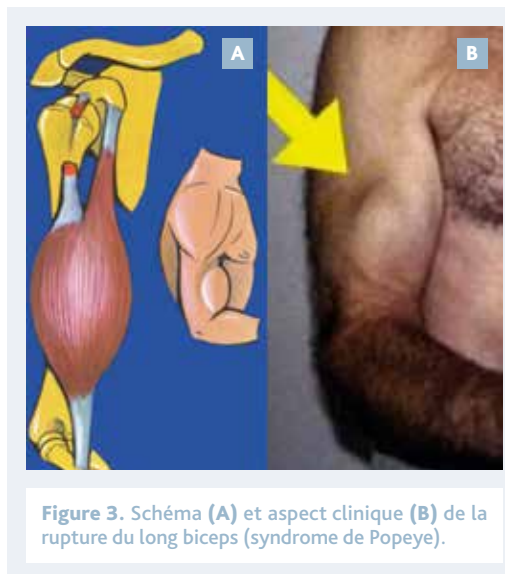 A
B
Figure 3. Schéma (A) et aspect clinique (B) de la
rupture du long biceps (syndrome de Popeye).